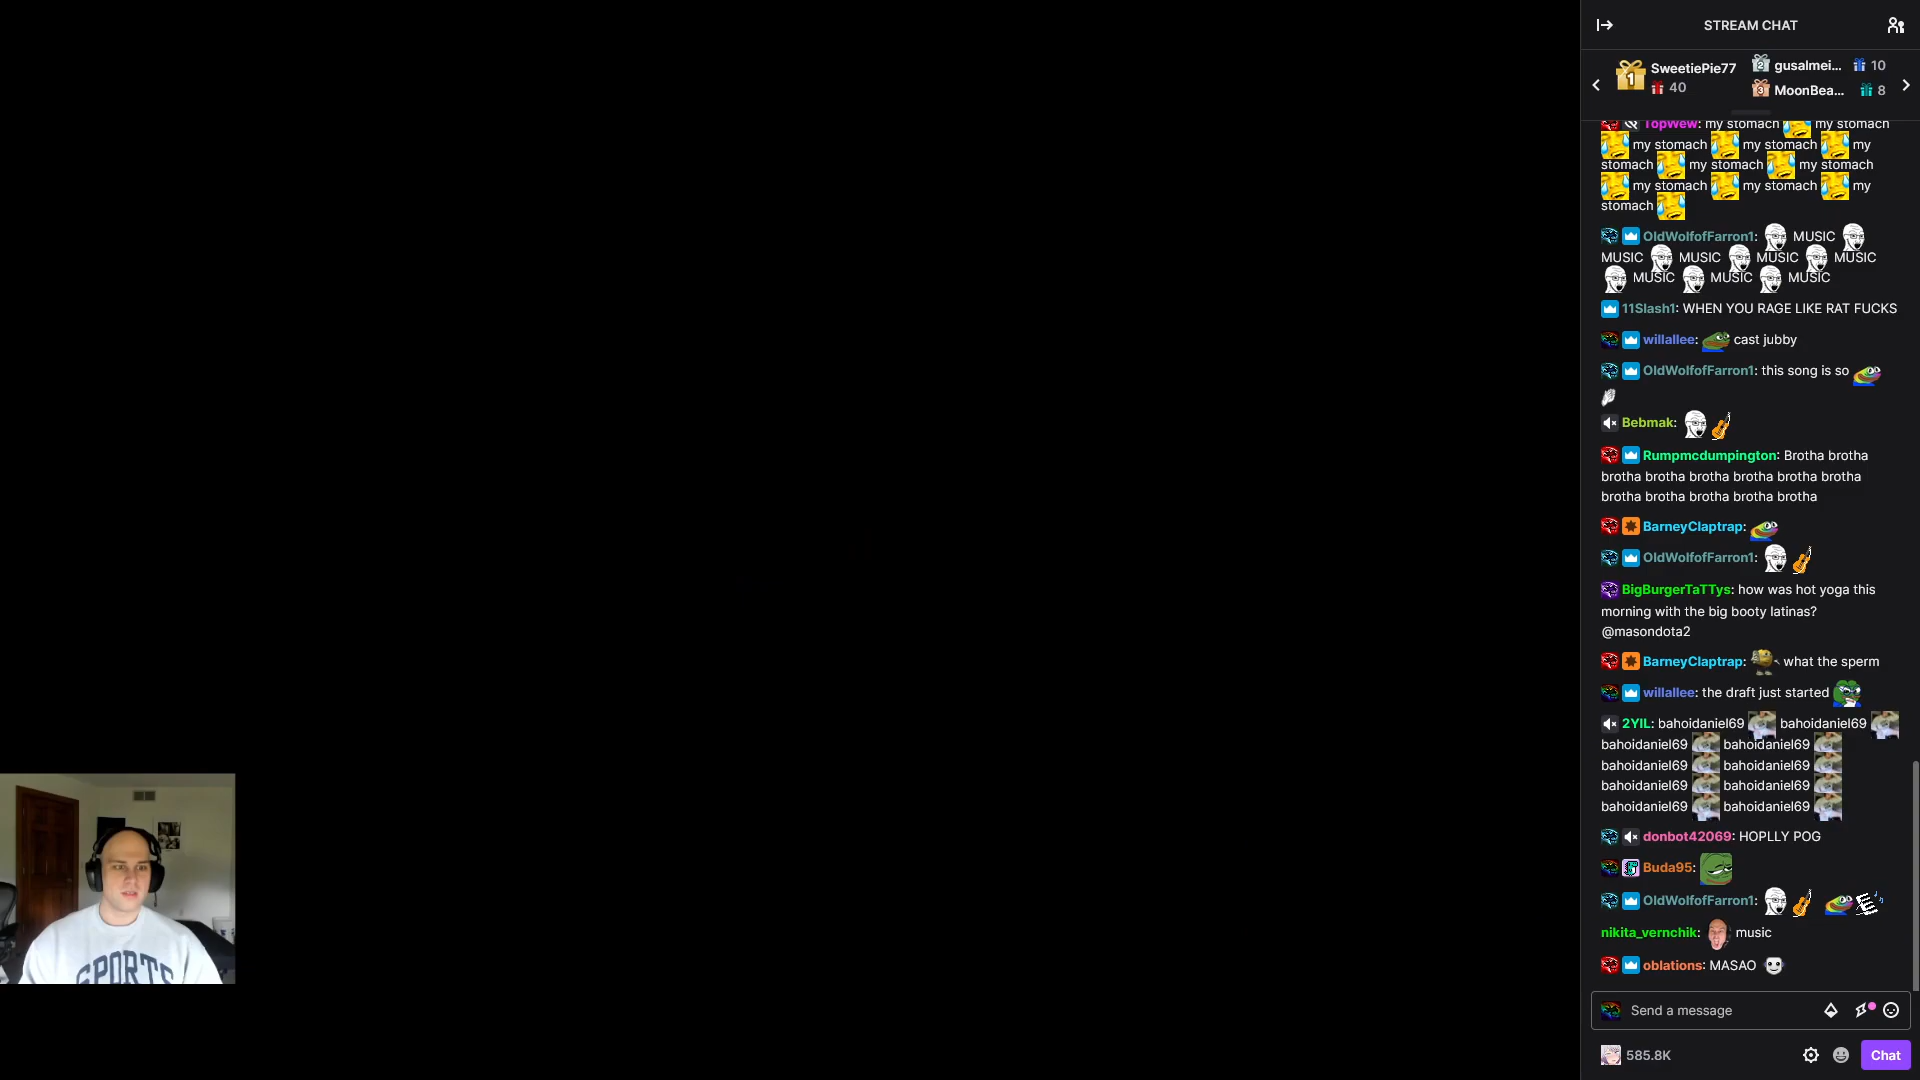 STREAM CHAT
SweetiePie77
40
gusalmei... 10
MoonBea... 8
TopWew: my stomach my stomach
my stomach my stomach my
stomach my stomach my stomach
my stomach my stomach my
stomach
OldWolfofFarron1: MUSIC
MUSIC MUSIC MUSIC MUSIC
MUSIC MUSIC MUSIC
11Slash1: WHEN YOU RAGE LIKE RAT FUCKS
willallee: cast jubby
OldWolfofFarron1: this song is so
Bebmak:
Rumpmcdumpington: Brotha brotha
brotha brotha brotha brotha brotha brotha
brotha brotha brotha brotha brotha
BarneyClaptrap:
OldWolfofFarron1:
BigBurgerTaTTys: how was hot yoga this
morning with the big booty latinas?
@masondota2
BarneyClaptrap: what the sperm
willallee: the draft just started
2YIL: bahoidaniel69 bahoidaniel69
bahoidaniel69 bahoidaniel69
bahoidaniel69 bahoidaniel69
bahoidaniel69 bahoidaniel69
bahoidaniel69 bahoidaniel69
donbot42069: HOPLLY POG
Buda95:
OldWolfofFarron1:
nikita_vernchik: music
oblations: MASAO
Send a message
585.8K
Chat
SPORTS